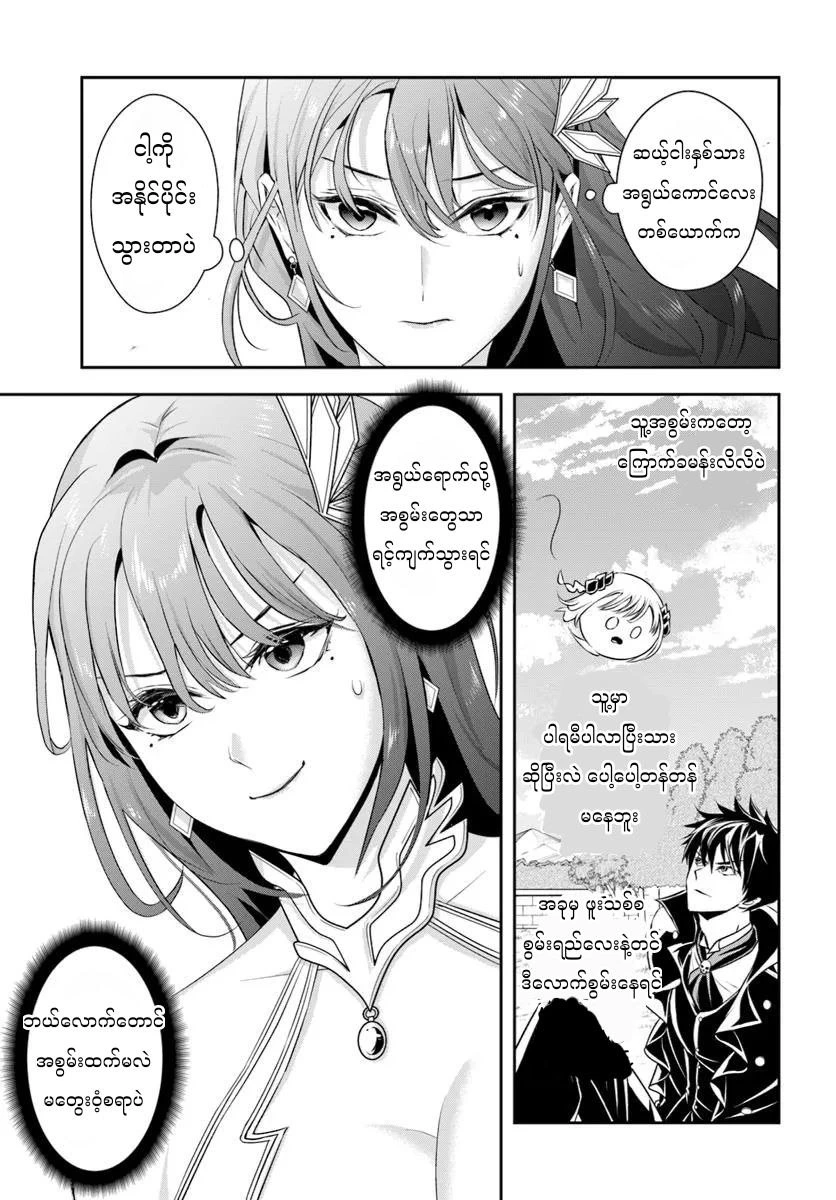 ဆယ့်ငါးနှစ်သား
အရွယ်ကောင်လေး
တစ်ယောက်က
ငါ့ကို
အနိုင်ပိုင်း
သွားတာပဲ
သူ့အစွမ်းကတော့
ကြောက်ခမန်းလိလိပဲ
သူ့မှာ
ပါရမီပါလာပြီးသား
ဆိုပြီးလဲ ပေါ့ပေါ့တန်တန်
မနေဘူး
အခုမှ ဖူးသစ်စ
စွမ်းရည်လေးနဲ့တင်
ဒီလောက်စွမ်းနေရင်
အရွယ်ရောက်လို့
အစွမ်းတွေသာ
ရင့်ကျက်သွားရင်
ဘယ်လောက်တောင်
အစွမ်းထက်မလဲ
မတွေးဝံ့စရာပဲ